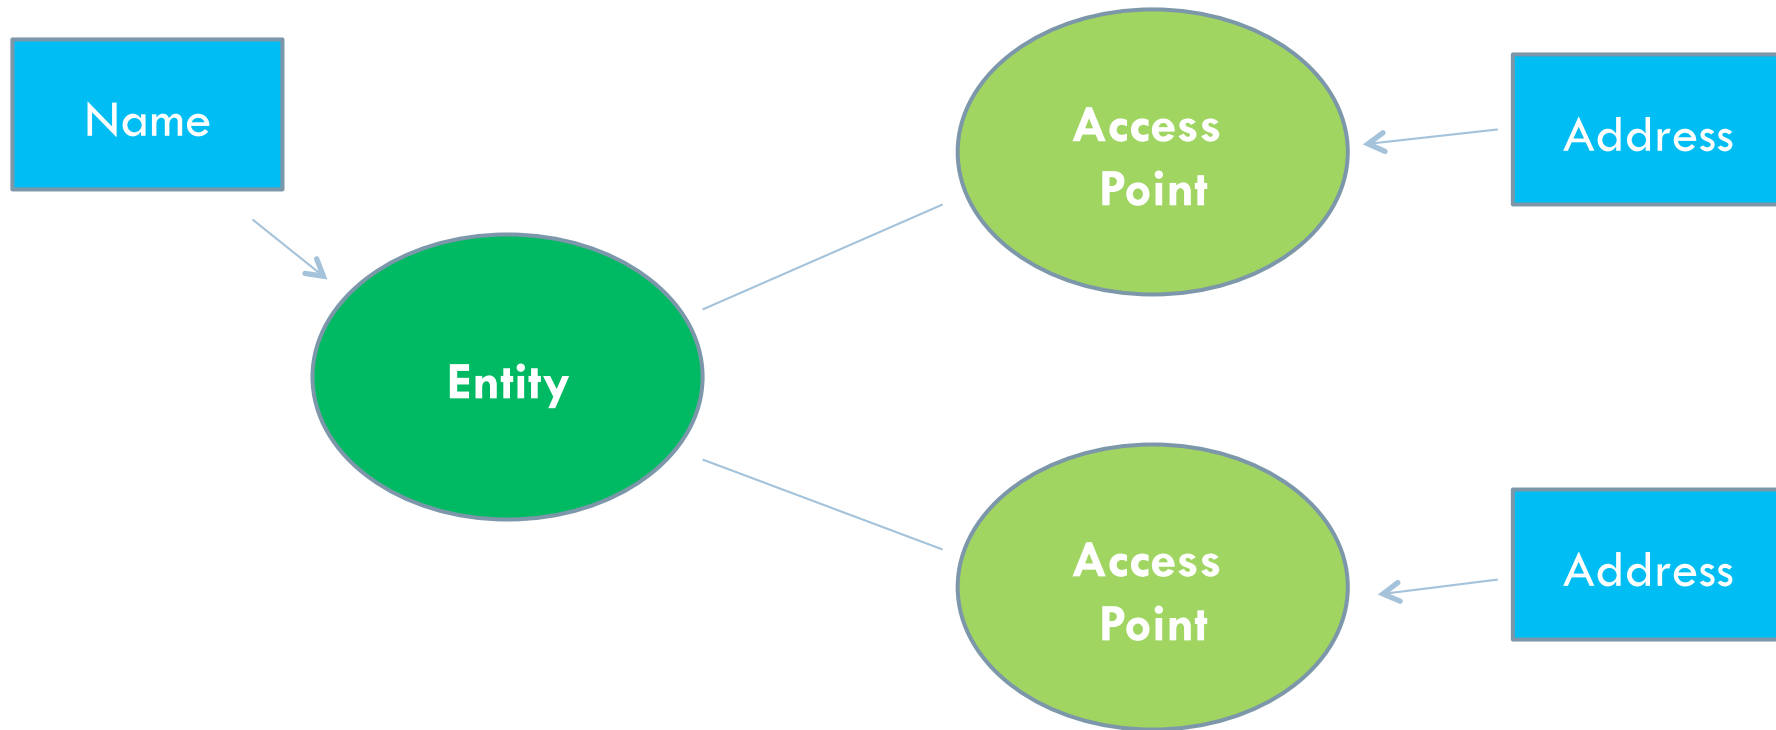 Name
Access
Point
Address
Entity
Access
Point
Address